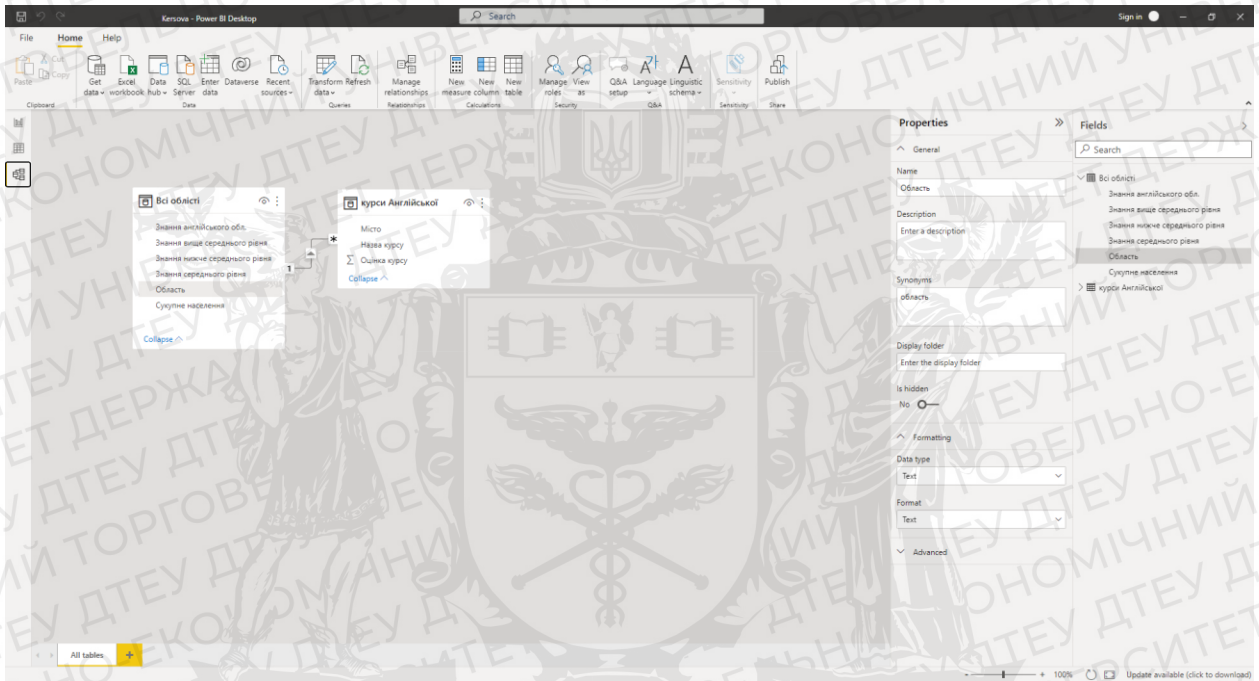 Kersova - Power BI Desktop
Search
Sign in
File Home Help
Paste
Cut
Copy
Clipboard
Get data
Excel workbook
Data hub
SQL Server
Enter data
Dataverse
Recent sources
Data
Transform data
Refresh
Queries
Manage relationships
Relationships
New measure
New column
New table
Calculations
Manage roles
View as
Security
Q&A setup
Language
Linguistic schema
Q&A
Sensitivity
Sensitivity
Publish
Share
Всі облісті
Знання англійського обл.
Знання вище середнього рівня
Знання нижче середнього рівня
Знання середнього рівня
Область
Сукупне населення
Collapse
1
*
курси Англійської
Місто
Назва курсу
Σ Оцінка курсу
Collapse
Properties
General
Name
Область
Description
Enter a description
Synonyms
область
Display folder
Enter the display folder
Is hidden
No
Formatting
Data type
Text
Format
Text
Advanced
Fields
Search
Всі облісті
Знання англійського обл.
Знання вище середнього рівня
Знання нижче середнього рівня
Знання середнього рівня
Область
Сукупне населення
курси Англійської
All tables
+
- + 100%
Update available (click to download)